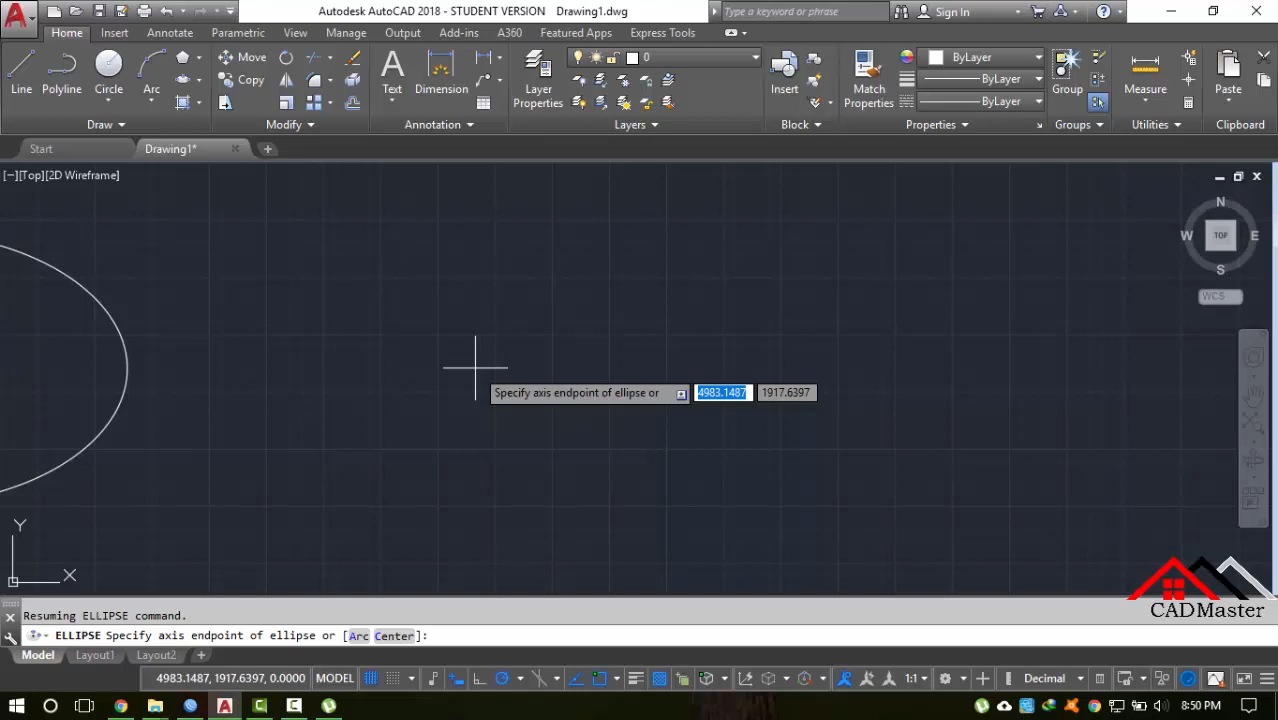 Autodesk AutoCAD 2018 - STUDENT VERSION Drawing1.dwg
Type a keyword or phrase
Sign In
Home Insert Annotate Parametric View Manage Output Add-ins A360 Featured Apps Express Tools
Line Polyline Circle Arc
Move
Copy
Text Dimension
Layer Properties
0
Insert
Match Properties
ByLayer
ByLayer
ByLayer
Group
Measure
Paste
Draw Modify Annotation Layers Block Properties Groups Utilities Clipboard
Start Drawing1*
[−][Top][2D Wireframe]
N
W TOP E
S
WCS
Specify axis endpoint of ellipse or 4983.1487 1917.6397
Y
X
CADMaster
Resuming ELLIPSE command.
ELLIPSE Specify axis endpoint of ellipse or [Arc Center]:
Model Layout1 Layout2
4983.1487, 1917.6397, 0.0000 MODEL 1:1 Decimal
8:50 PM